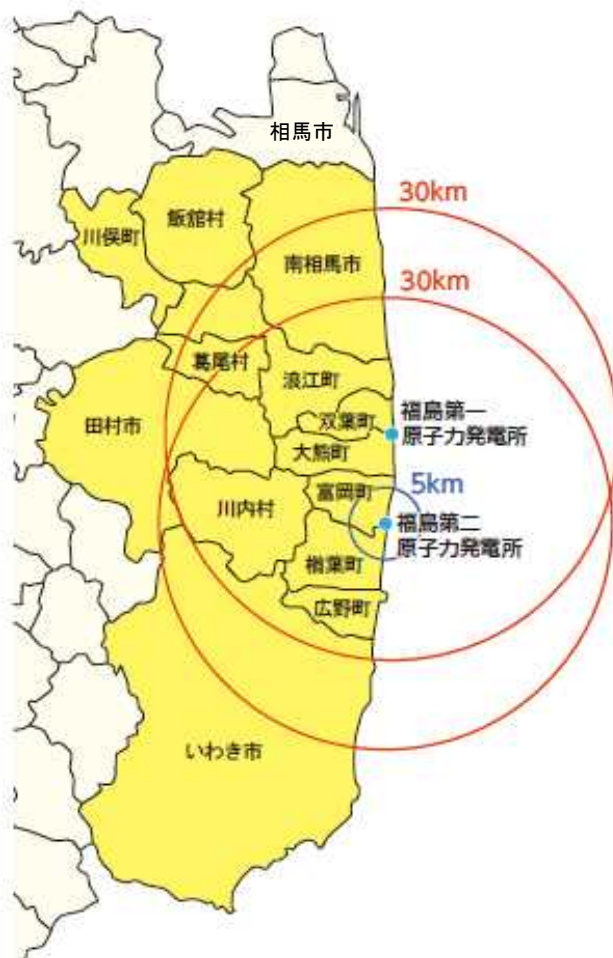 相馬市
30km
飯舘村
川俣町
南相馬市
30km
葛尾村
浪江町
田村市
双葉町
福島第一
原子力発電所
大熊町
5km
富岡町
川内村
福島第二
原子力発電所
楢葉町
広野町
いわき市